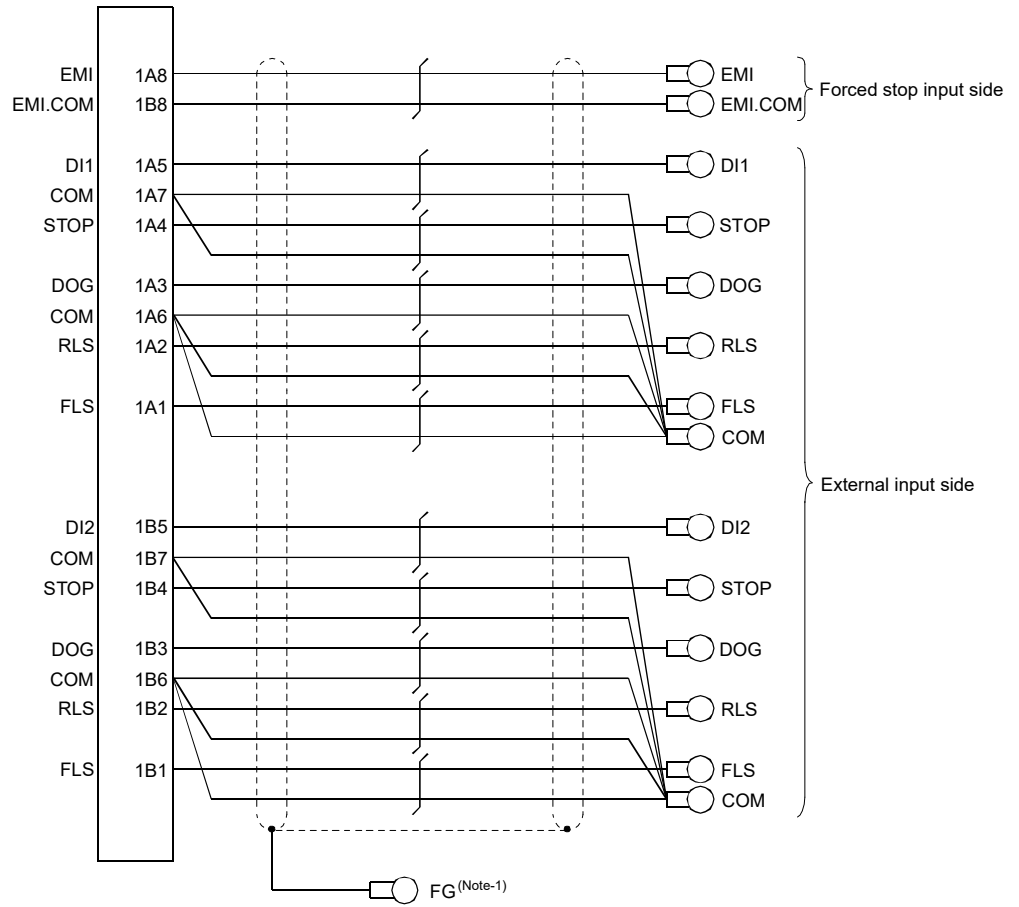 EMI 1A8 EMI
EMI.COM 1B8 EMI.COM
Forced stop input side
DI1 1A5 DI1
COM 1A7
STOP 1A4 STOP
DOG 1A3 DOG
COM 1A6
RLS 1A2 RLS
FLS 1A1 FLS
COM
External input side
DI2 1B5 DI2
COM 1B7
STOP 1B4 STOP
DOG 1B3 DOG
COM 1B6
RLS 1B2 RLS
FLS 1B1 FLS
COM
FG(Note-1)